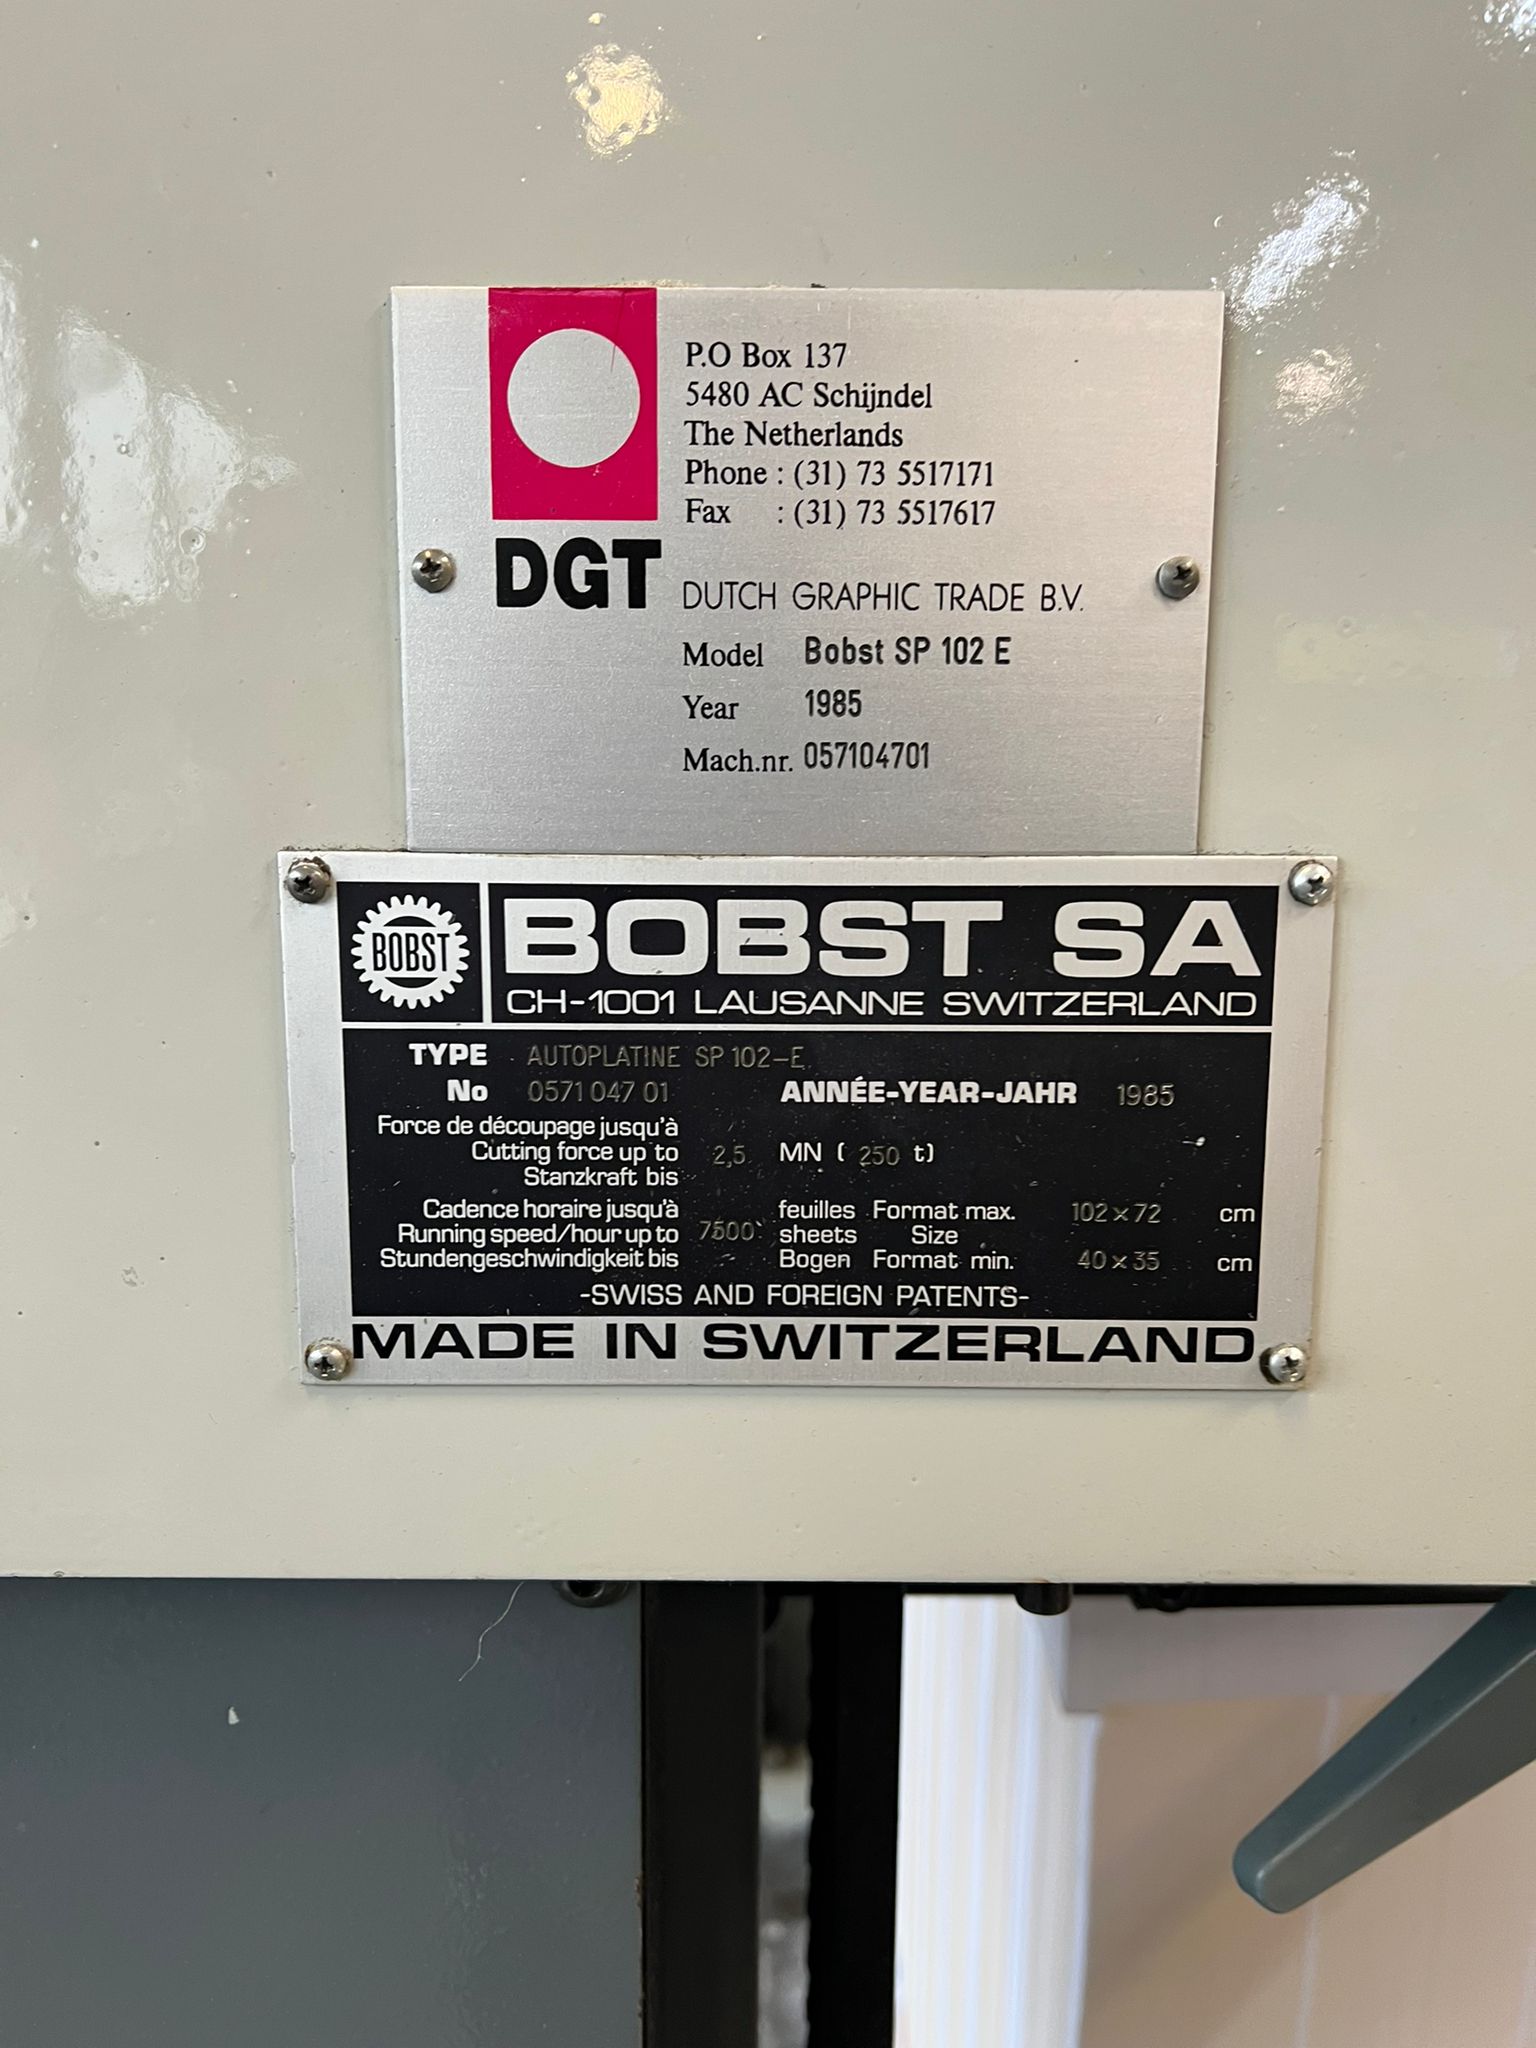 P.O Box 137
5480 AC Schijndel
The Netherlands
Phone : (31) 73 5517171
Fax : (31) 73 5517617
DGT DUTCH GRAPHIC TRADE B.V.
Model Bobst SP 102 E
Year 1985
Mach.nr. 057104701
BOBST
BOBST SA
CH-1001 LAUSANNE SWITZERLAND
TYPE AUTOPLATINE SP 102-E
No 0571 047 01 ANNÉE-YEAR-JAHR 1985
Force de découpage jusqu'à
Cutting force up to 2,5 MN ( 250 t)
Stanzkraft bis
Cadence horaire jusqu'à feuilles Format max. 102 x 72 cm
Running speed/hour up to 7500 sheets Size
Stundengeschwindigkeit bis Bogen Format min. 40 x 35 cm
-SWISS AND FOREIGN PATENTS-
MADE IN SWITZERLAND